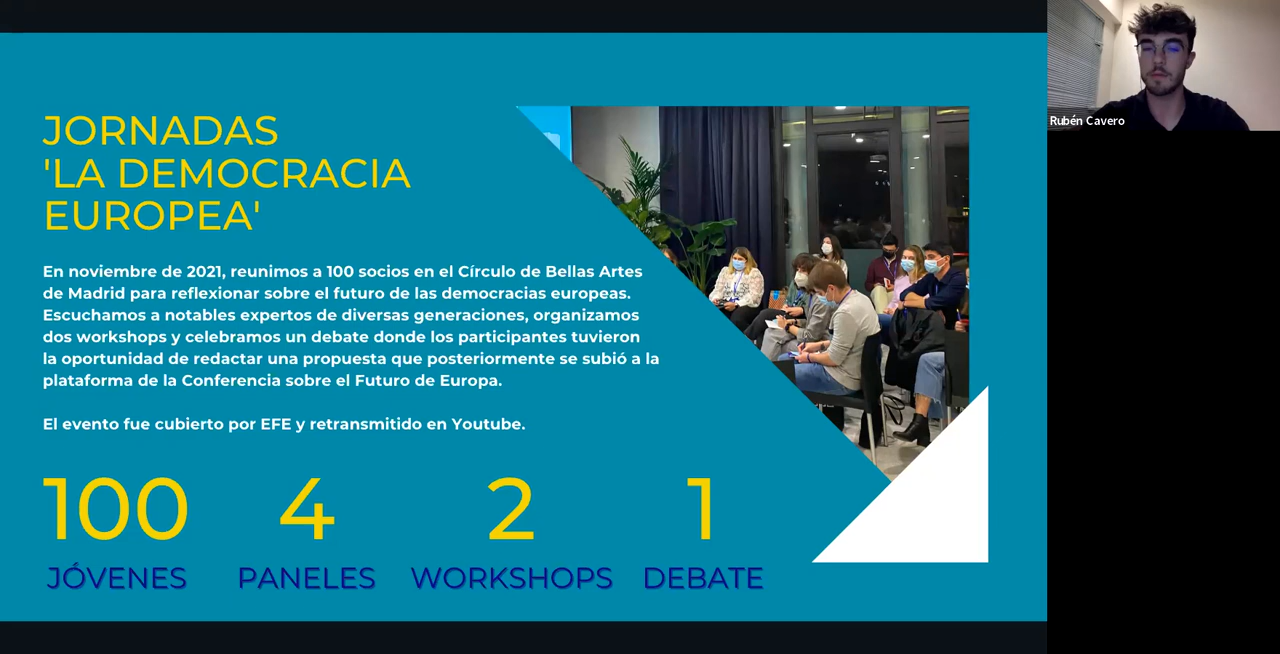 JORNADAS
'LA DEMOCRACIA
EUROPEA'
En noviembre de 2021, reunimos a 100 socios en el Círculo de Bellas Artes
de Madrid para reflexionar sobre el futuro de las democracias europeas.
Escuchamos a notables expertos de diversas generaciones, organizamos
dos workshops y celebramos un debate donde los participantes tuvieron
la oportunidad de redactar una propuesta que posteriormente se subió a la
plataforma de la Conferencia sobre el Futuro de Europa.
El evento fue cubierto por EFE y retransmitido en Youtube.
100 4 2 1
JÓVENES PANELES WORKSHOPS DEBATE
Rubén Cavero